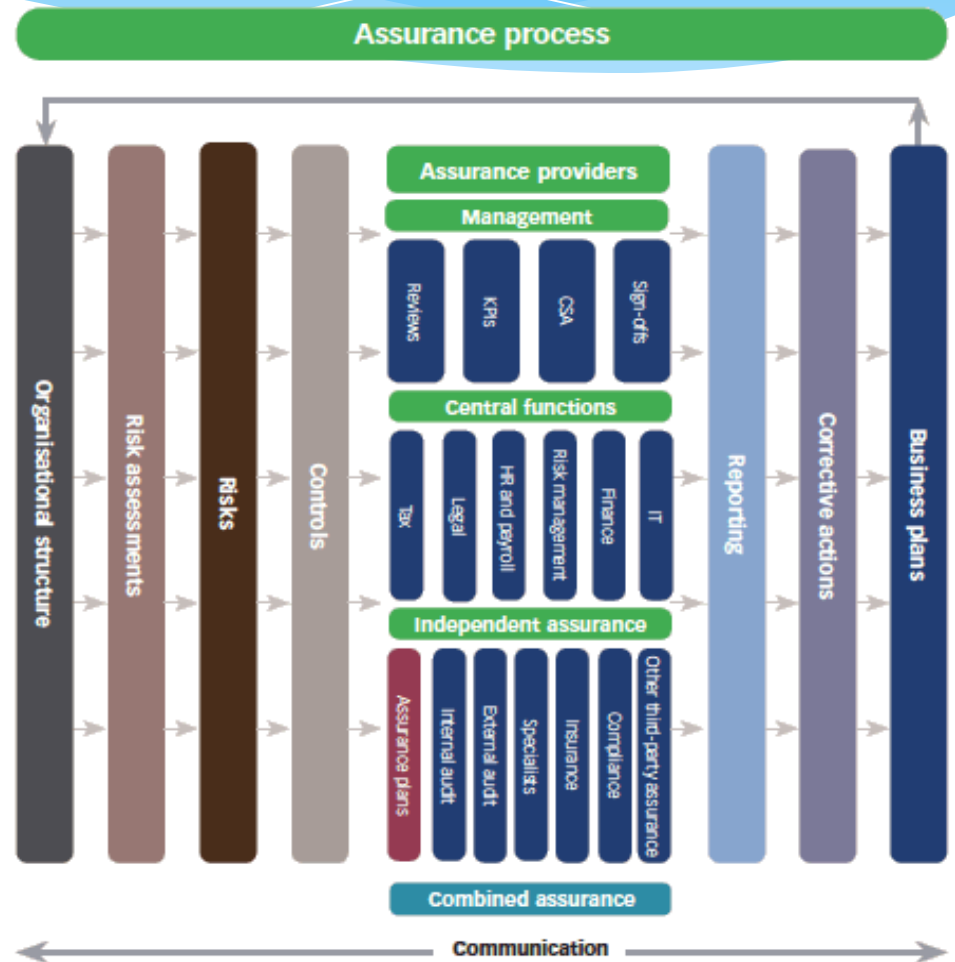 Assurance process
Organisational structure
Risk assessments
Risks
Controls
Assurance providers
Management
Reviews
KPIs
CSA
Sign-offs
Central functions
Tax
Legal
HR and payroll
Risk management
Finance
IT
Independent assurance
Assurance plans
Internal audit
External audit
Specialists
Insurance
Compliance
Other third-party assurance
Combined assurance
Reporting
Corrective actions
Business plans
Communication